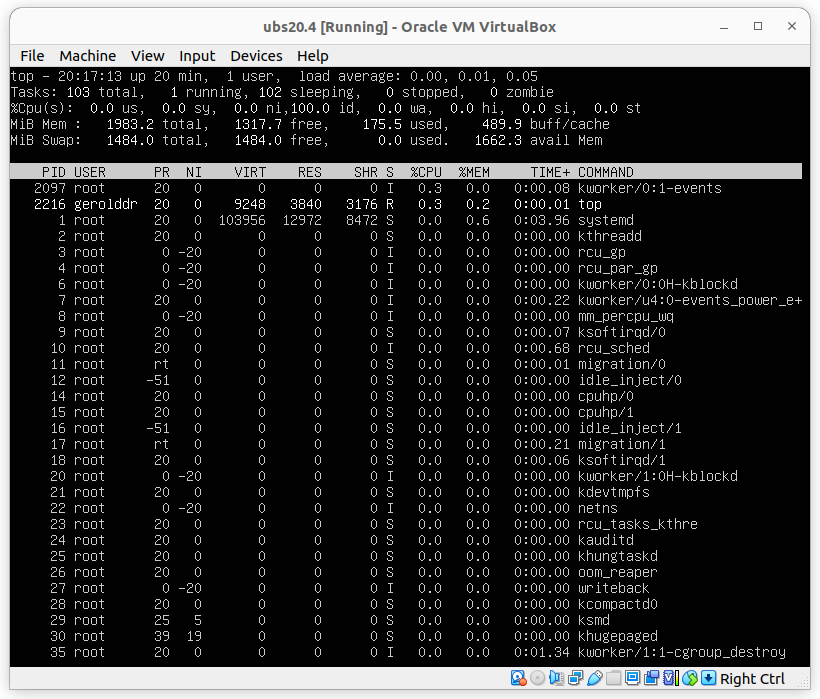 ubs20.4 [Running] - Oracle VM VirtualBox
File Machine View Input Devices Help
top - 20:17:13 up 20 min,  1 user,  load average: 0.00, 0.01, 0.05
Tasks: 103 total,   1 running, 102 sleeping,   0 stopped,   0 zombie
%Cpu(s):  0.0 us,  0.0 sy,  0.0 ni,100.0 id,  0.0 wa,  0.0 hi,  0.0 si,  0.0 st
MiB Mem :   1983.2 total,   1317.7 free,    175.5 used,    489.9 buff/cache
MiB Swap:   1484.0 total,   1484.0 free,      0.0 used.   1662.3 avail Mem
PID USER      PR  NI    VIRT    RES    SHR S  %CPU  %MEM     TIME+ COMMAND
2097 root      20   0       0      0      0 I   0.3   0.0   0:00.08 kworker/0:1-events
2216 gerolddr  20   0    9248   3840   3176 R   0.3   0.2   0:00.01 top
1 root      20   0  103956  12972   8472 S   0.0   0.6   0:03.96 systemd
2 root      20   0       0      0      0 S   0.0   0.0   0:00.00 kthreadd
3 root       0 -20       0      0      0 I   0.0   0.0   0:00.00 rcu_gp
4 root       0 -20       0      0      0 I   0.0   0.0   0:00.00 rcu_par_gp
6 root       0 -20       0      0      0 I   0.0   0.0   0:00.00 kworker/0:0H-kblockd
7 root      20   0       0      0      0 I   0.0   0.0   0:00.22 kworker/u4:0-events_power_e+
8 root       0 -20       0      0      0 I   0.0   0.0   0:00.00 mm_percpu_wq
9 root      20   0       0      0      0 S   0.0   0.0   0:00.07 ksoftirqd/0
10 root      20   0       0      0      0 I   0.0   0.0   0:00.68 rcu_sched
11 root      rt   0       0      0      0 S   0.0   0.0   0:00.01 migration/0
12 root     -51   0       0      0      0 S   0.0   0.0   0:00.00 idle_inject/0
14 root      20   0       0      0      0 S   0.0   0.0   0:00.00 cpuhp/0
15 root      20   0       0      0      0 S   0.0   0.0   0:00.00 cpuhp/1
16 root     -51   0       0      0      0 S   0.0   0.0   0:00.00 idle_inject/1
17 root      rt   0       0      0      0 S   0.0   0.0   0:00.21 migration/1
18 root      20   0       0      0      0 S   0.0   0.0   0:00.06 ksoftirqd/1
20 root       0 -20       0      0      0 I   0.0   0.0   0:00.00 kworker/1:0H-kblockd
21 root      20   0       0      0      0 S   0.0   0.0   0:00.00 kdevtmpfs
22 root       0 -20       0      0      0 I   0.0   0.0   0:00.00 netns
23 root      20   0       0      0      0 S   0.0   0.0   0:00.00 rcu_tasks_kthre
24 root      20   0       0      0      0 S   0.0   0.0   0:00.00 kauditd
25 root      20   0       0      0      0 S   0.0   0.0   0:00.00 khungtaskd
26 root      20   0       0      0      0 S   0.0   0.0   0:00.00 oom_reaper
27 root       0 -20       0      0      0 I   0.0   0.0   0:00.00 writeback
28 root      20   0       0      0      0 S   0.0   0.0   0:00.00 kcompactd0
29 root      25   5       0      0      0 S   0.0   0.0   0:00.00 ksmd
30 root      39  19       0      0      0 S   0.0   0.0   0:00.00 khugepaged
35 root      20   0       0      0      0 I   0.0   0.0   0:01.34 kworker/1:1-cgroup_destroy
Right Ctrl